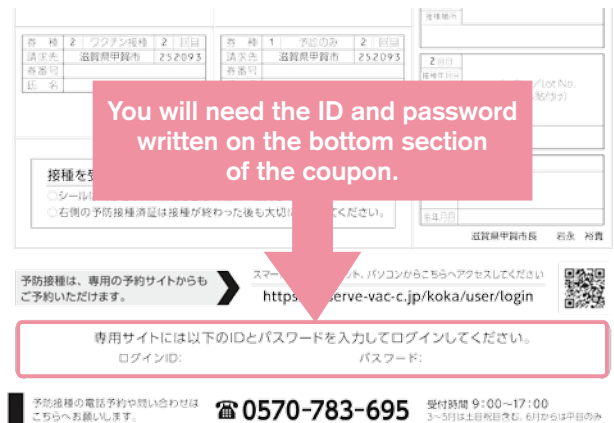 接種場所
券 種 2 ワクチン接種 2 回目
請求先 滋賀県甲賀市 252093
券番号
氏 名
券 種 1 予診のみ 2 回目
請求先 滋賀県甲賀市 252093
券番号
2回目
接種年月日
/Lot No.
You will need the ID and password
written on the bottom section
of the coupon.
接種を
○シールは
○右側の予防接種済証は接種が終わった後も大切に ください。
生年月日
滋賀県甲賀市長 岩永 裕貴
予防接種は、専用の予約サイトからも
ご予約いただけます。
スマー ット、パソコンからこちらへアクセスしてください
https erve-vac-c.jp/koka/user/login
専用サイトには以下のIDとパスワードを入力してログインしてください。
ログインID: パスワード:
予防接種の電話予約や問い合わせは
こちらへお願いします。
☎0570-783-695
受付時間 9:00～17:00
3～5月は土日祝日含む、6月からは平日のみ